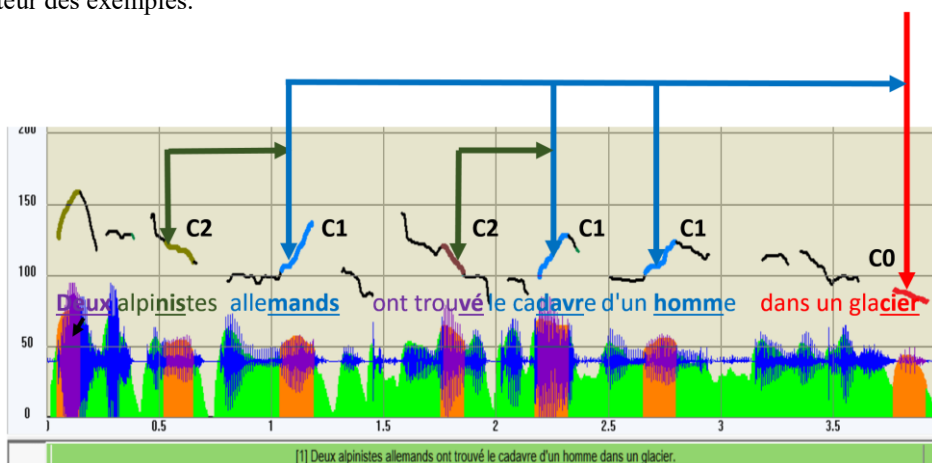 teur des exemples.
200
150
C2
C1
C2
C1
C1
100
C0
Deux alpinistes allemands ont trouvé le cadavre d'un homme dans un glacier
50
0
0.5 1 1.5 2 2.5 3 3.5
[1] Deux alpinistes allemands ont trouvé le cadavre d'un homme dans un glacier.